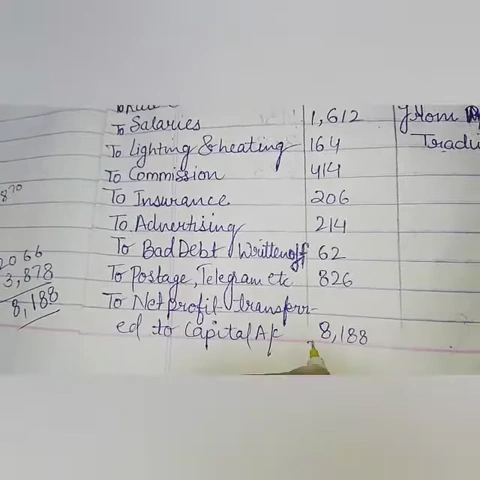 To Salaries 1,612
From
To Lighting & heating 164
To Commission 414
To Insurance 206
To Advertising 214
To Bad Debt Written off 62
To Postage, Telegram etc 826
To Net profit transferr-
ed to Capital A/c 8,188
870
2066
3,878
8,188